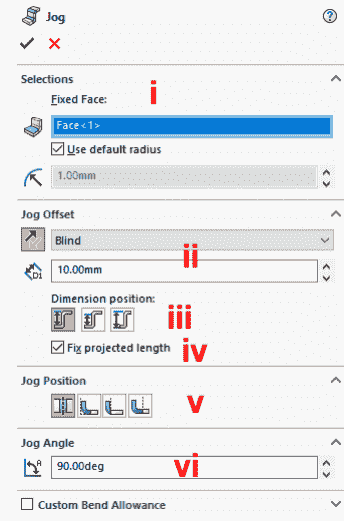 Jog
Selections
i
Fixed Face:
Face<1>
Use default radius
1.00mm
Jog Offset
Blind
ii
D1
10.00mm
Dimension position:
iii
Fix projected length
iv
Jog Position
v
Jog Angle
90.00deg
vi
Custom Bend Allowance